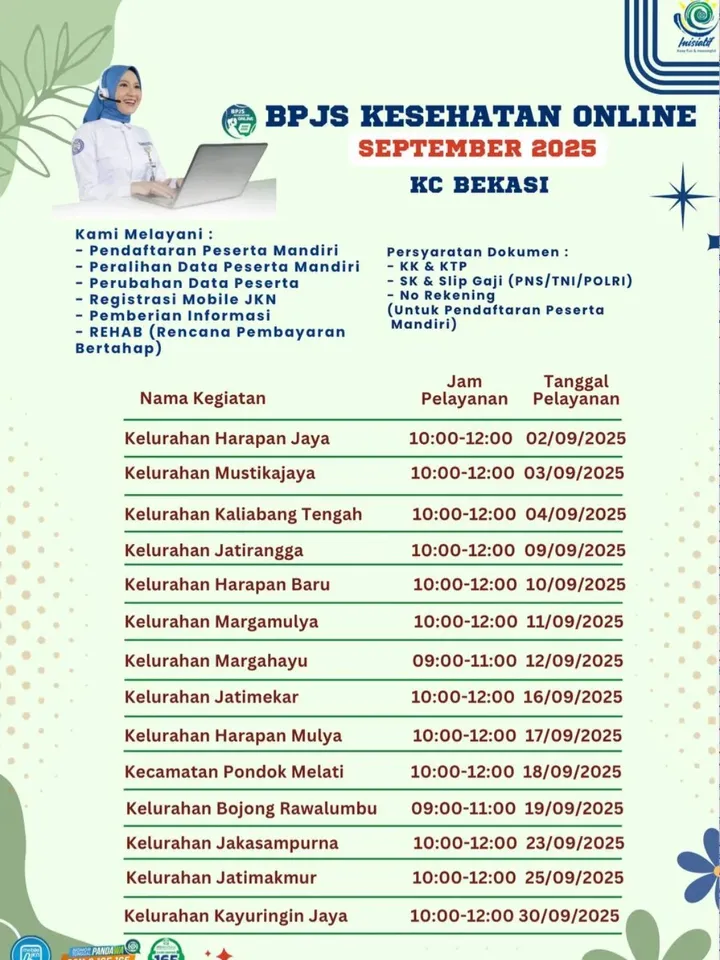 Inisiatif
BPJS KESEHATAN ONLINE
SEPTEMBER 2025
KC BEKASI
Kami Melayani :
- Pendaftaran Peserta Mandiri
- Peralihan Data Peserta Mandiri
- Perubahan Data Peserta
- Registrasi Mobile JKN
- Pemberian Informasi
- REHAB (Rencana Pembayaran
Bertahap)
Persyaratan Dokumen :
- KK & KTP
- SK & Slip Gaji (PNS/TNI/POLRI)
- No Rekening
(Untuk Pendaftaran Peserta
Mandiri)
Nama Kegiatan Jam Pelayanan Tanggal Pelayanan
Kelurahan Harapan Jaya 10:00-12:00 02/09/2025
Kelurahan Mustikajaya 10:00-12:00 03/09/2025
Kelurahan Kaliabang Tengah 10:00-12:00 04/09/2025
Kelurahan Jatirangga 10:00-12:00 09/09/2025
Kelurahan Harapan Baru 10:00-12:00 10/09/2025
Kelurahan Margamulya 10:00-12:00 11/09/2025
Kelurahan Margahayu 09:00-11:00 12/09/2025
Kelurahan Jatimekar 10:00-12:00 16/09/2025
Kelurahan Harapan Mulya 10:00-12:00 17/09/2025
Kecamatan Pondok Melati 10:00-12:00 18/09/2025
Kelurahan Bojong Rawalumbu 09:00-11:00 19/09/2025
Kelurahan Jakasampurna 10:00-12:00 23/09/2025
Kelurahan Jatimakmur 10:00-12:00 25/09/2025
Kelurahan Kayuringin Jaya 10:00-12:00 30/09/2025
PANDAWA
165